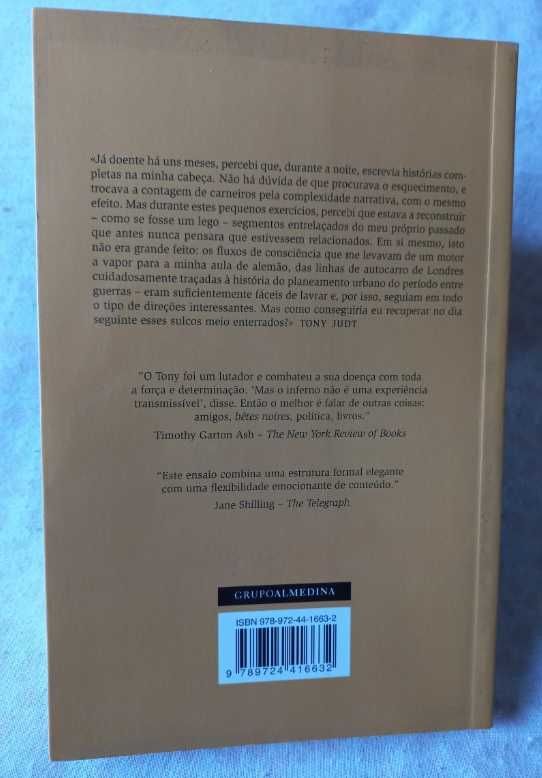 «Já doente há uns meses, percebi que, durante a noite, escrevia histórias com-
pletas na minha cabeça. Não há dúvida de que procurava o esquecimento, e
trocava a contagem de carneiros pela complexidade narrativa, com o mesmo
efeito. Mas durante estes pequenos exercícios, percebi que estava a reconstruir
– como se fosse um lego – segmentos entrelaçados do meu próprio passado
que antes nunca pensara que estivessem relacionados. Em si mesmo, isto
não era grande feito: os fluxos de consciência que me levavam de um motor
a vapor para a minha aula de alemão, das linhas de autocarro de Londres
cuidadosamente traçadas à história do planeamento urbano do período entre
guerras – eram suficientemente fáceis de lavrar e, por isso, seguiam em todo
o tipo de direções interessantes. Mas como conseguiria eu recuperar no dia
seguinte esses sulcos meio enterrados?» TONY JUDT
"O Tony foi um lutador e combateu a sua doença com toda
a força e determinação. 'Mas o inferno não é uma experiência
transmissível', disse. Então o melhor é falar de outras coisas:
amigos, bêtes noires, política, livros."
Timothy Garton Ash – The New York Review of Books
"Este ensaio combina uma estrutura formal elegante
com uma flexibilidade emocionante de conteúdo."
Jane Shilling – The Telegraph
GRUPOALMEDINA
ISBN 978-972-44-1663-2
9 789724 416632